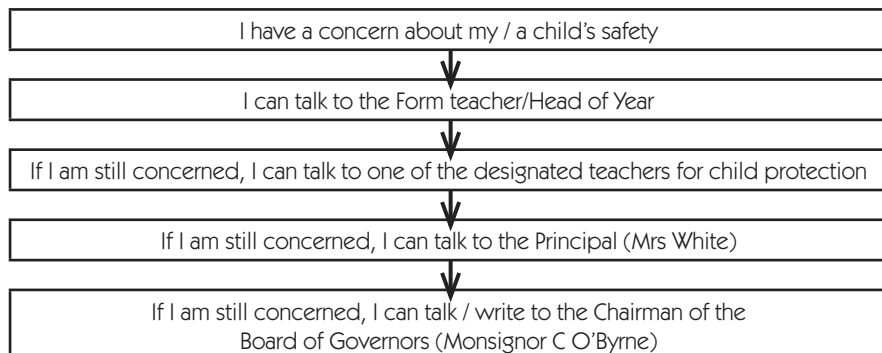 I have a concern about my / a child’s safety
I can talk to the Form teacher/Head of Year
If I am still concerned, I can talk to one of the designated teachers for child protection
If I am still concerned, I can talk to the Principal (Mrs White)
If I am still concerned, I can talk / write to the Chairman of the
Board of Governors (Monsignor C O’Byrne)